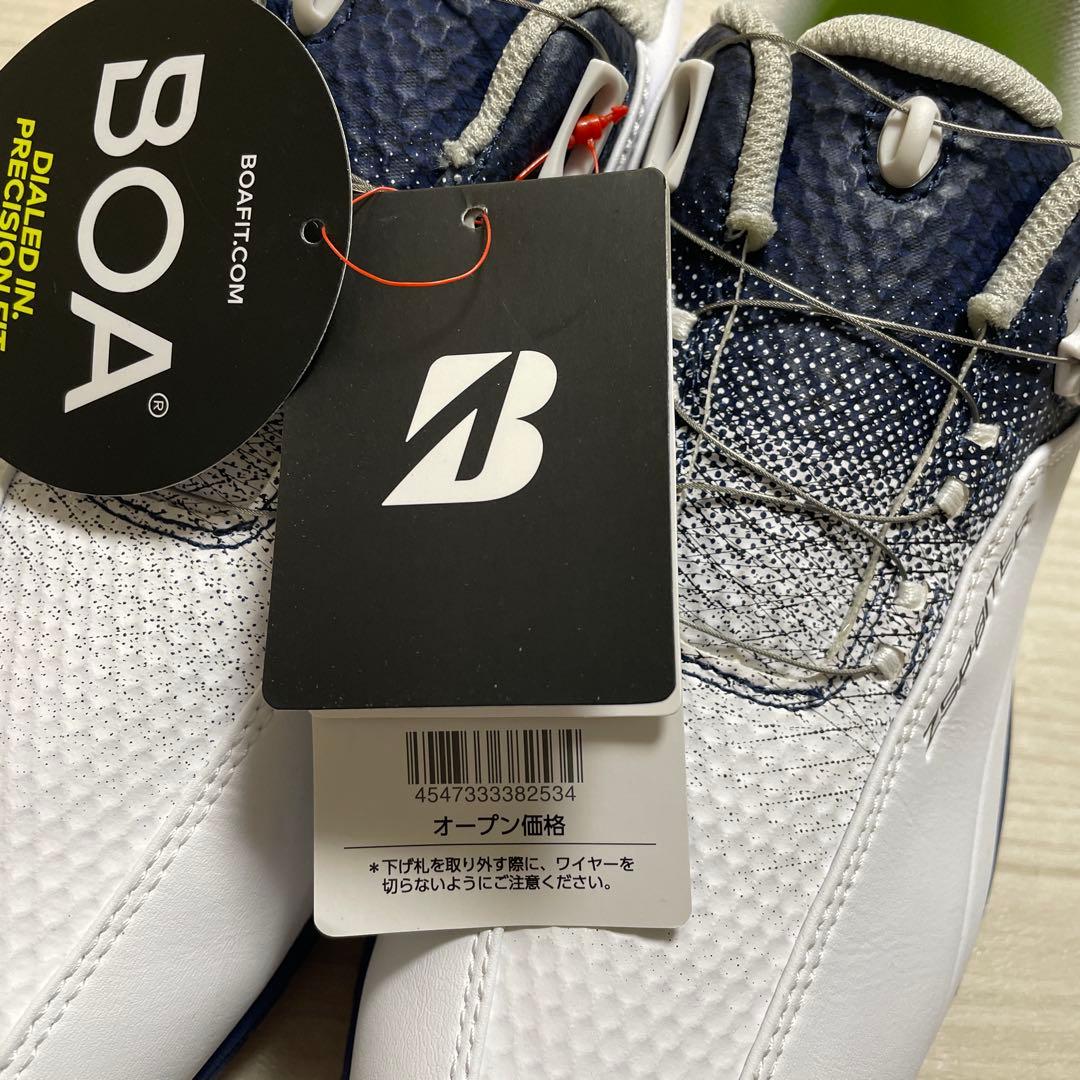 BOA®
BOAFIT.COM
DIALED IN.
PRECISION FIT
B
4547333382534
オープン価格
*下げ札を取り外す際に、ワイヤーを
切らないようにご注意ください。
ZSP-BITER